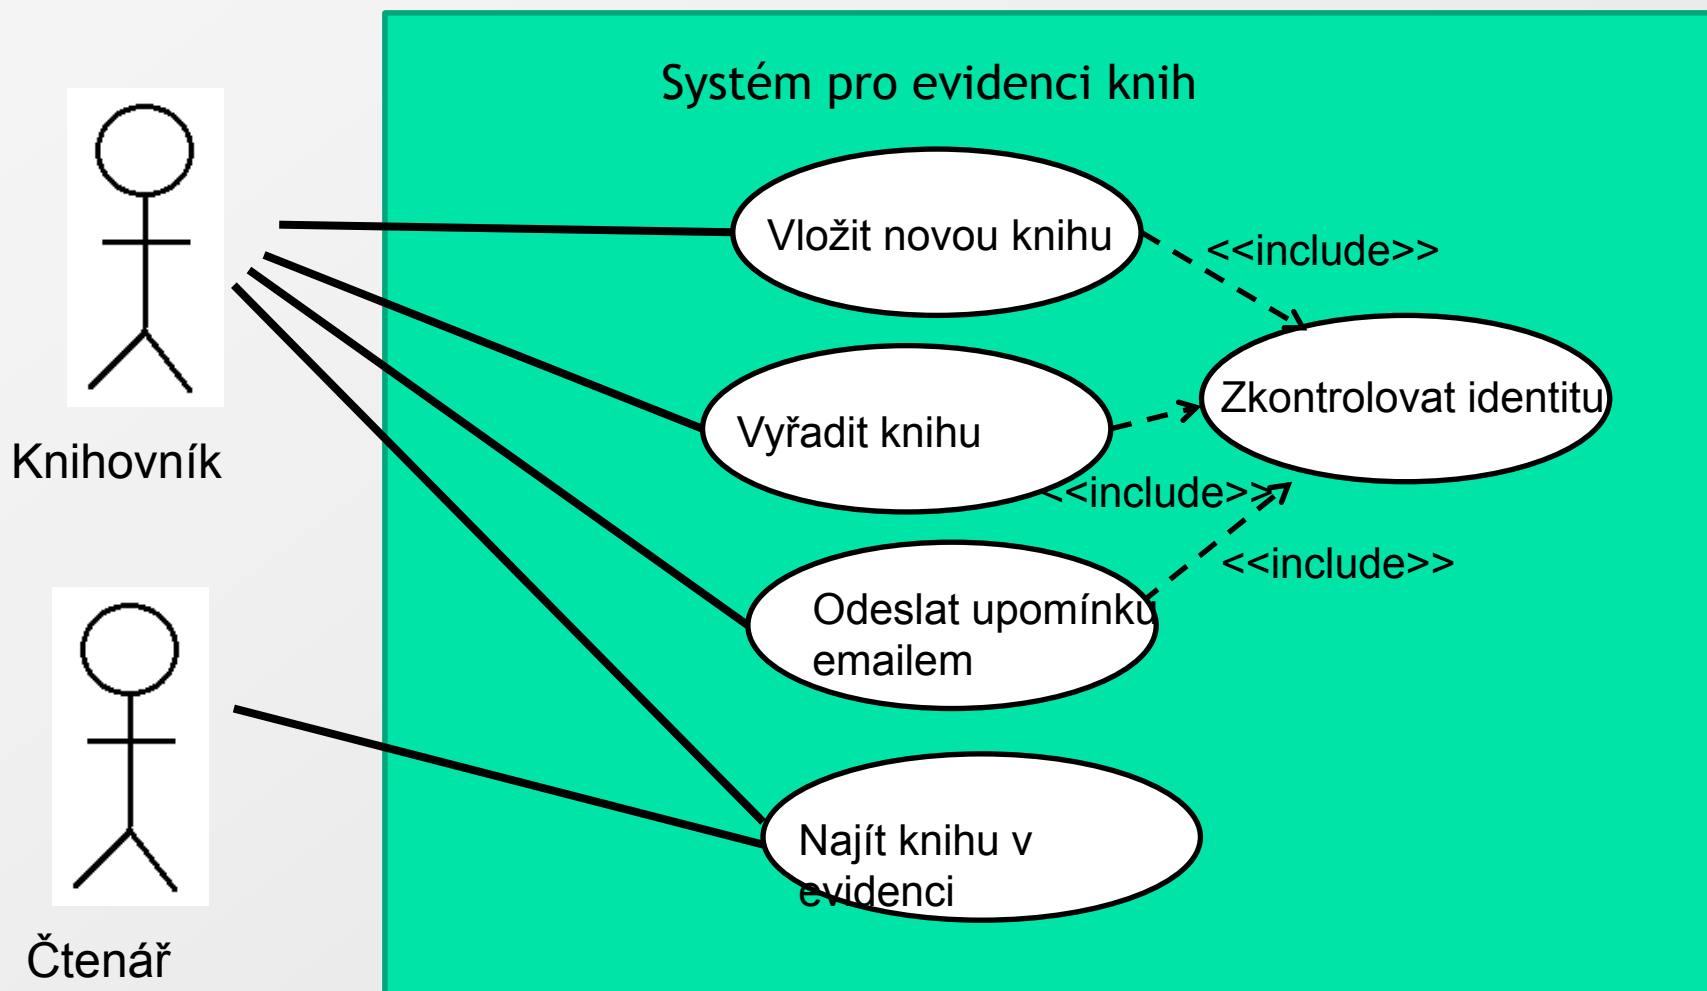 Systém pro evidenci knih
Vložit novou knihu
<<include>>
Zkontrolovat identitu
Vyřadit knihu
Knihovník
<<include>>
<<include>>
Odeslat upomínku
emailem
Najít knihu v
evidenci
Čtenář